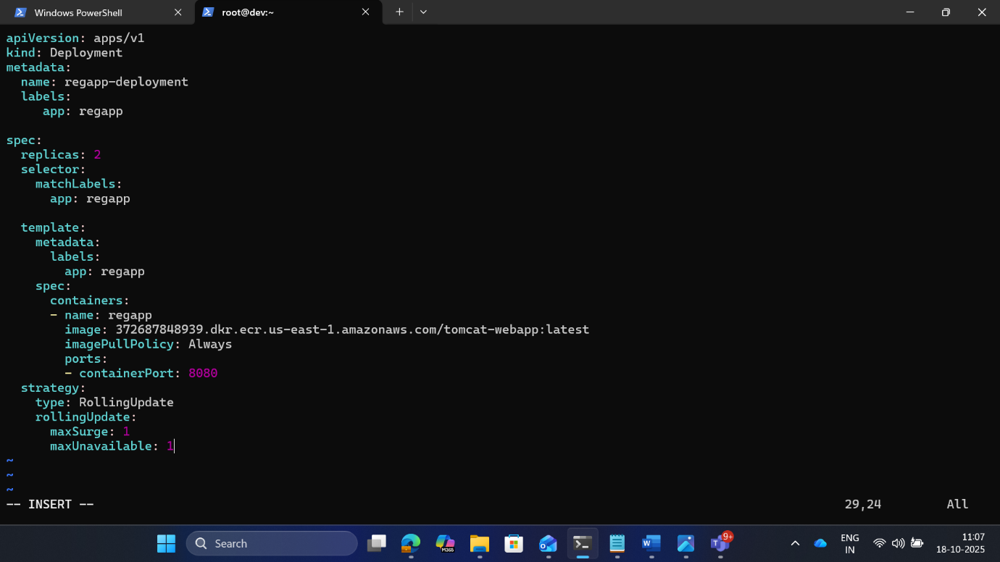 Windows PowerShell
root@dev:~
apiVersion: apps/v1
kind: Deployment
metadata:
  name: regapp-deployment
  labels:
     app: regapp

spec:
  replicas: 2
  selector:
    matchLabels:
      app: regapp

  template:
    metadata:
      labels:
        app: regapp
    spec:
      containers:
      - name: regapp
        image: 372687848939.dkr.ecr.us-east-1.amazonaws.com/tomcat-webapp:latest
        imagePullPolicy: Always
        ports:
        - containerPort: 8080
  strategy:
    type: RollingUpdate
    rollingUpdate:
      maxSurge: 1
      maxUnavailable: 1
~
~
~
-- INSERT -- 29,24 All
Search
M365
9+
ENG
IN
11:07
18-10-2025